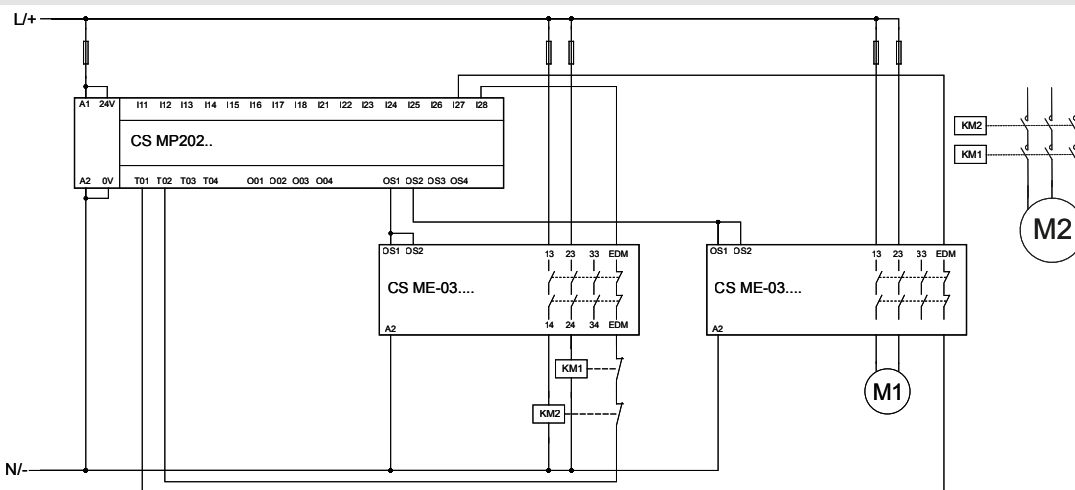 L/+
A1 24V I11 I12 I13 I14 I15 I16 I17 I18 I21 I22 I23 I24 I25 I26 I27 I28
CS MP202..
A2 0V T01 T02 T03 T04 O01 O02 O03 O04 OS1 OS2 OS3 OS4
KM2
KM1
M2
OS1 OS2 13 23 33 EDM
CS ME-03....
A2 14 24 34 EDM
OS1 OS2 13 23 33 EDM
CS ME-03....
A2
KM1
KM2
M1
N/-